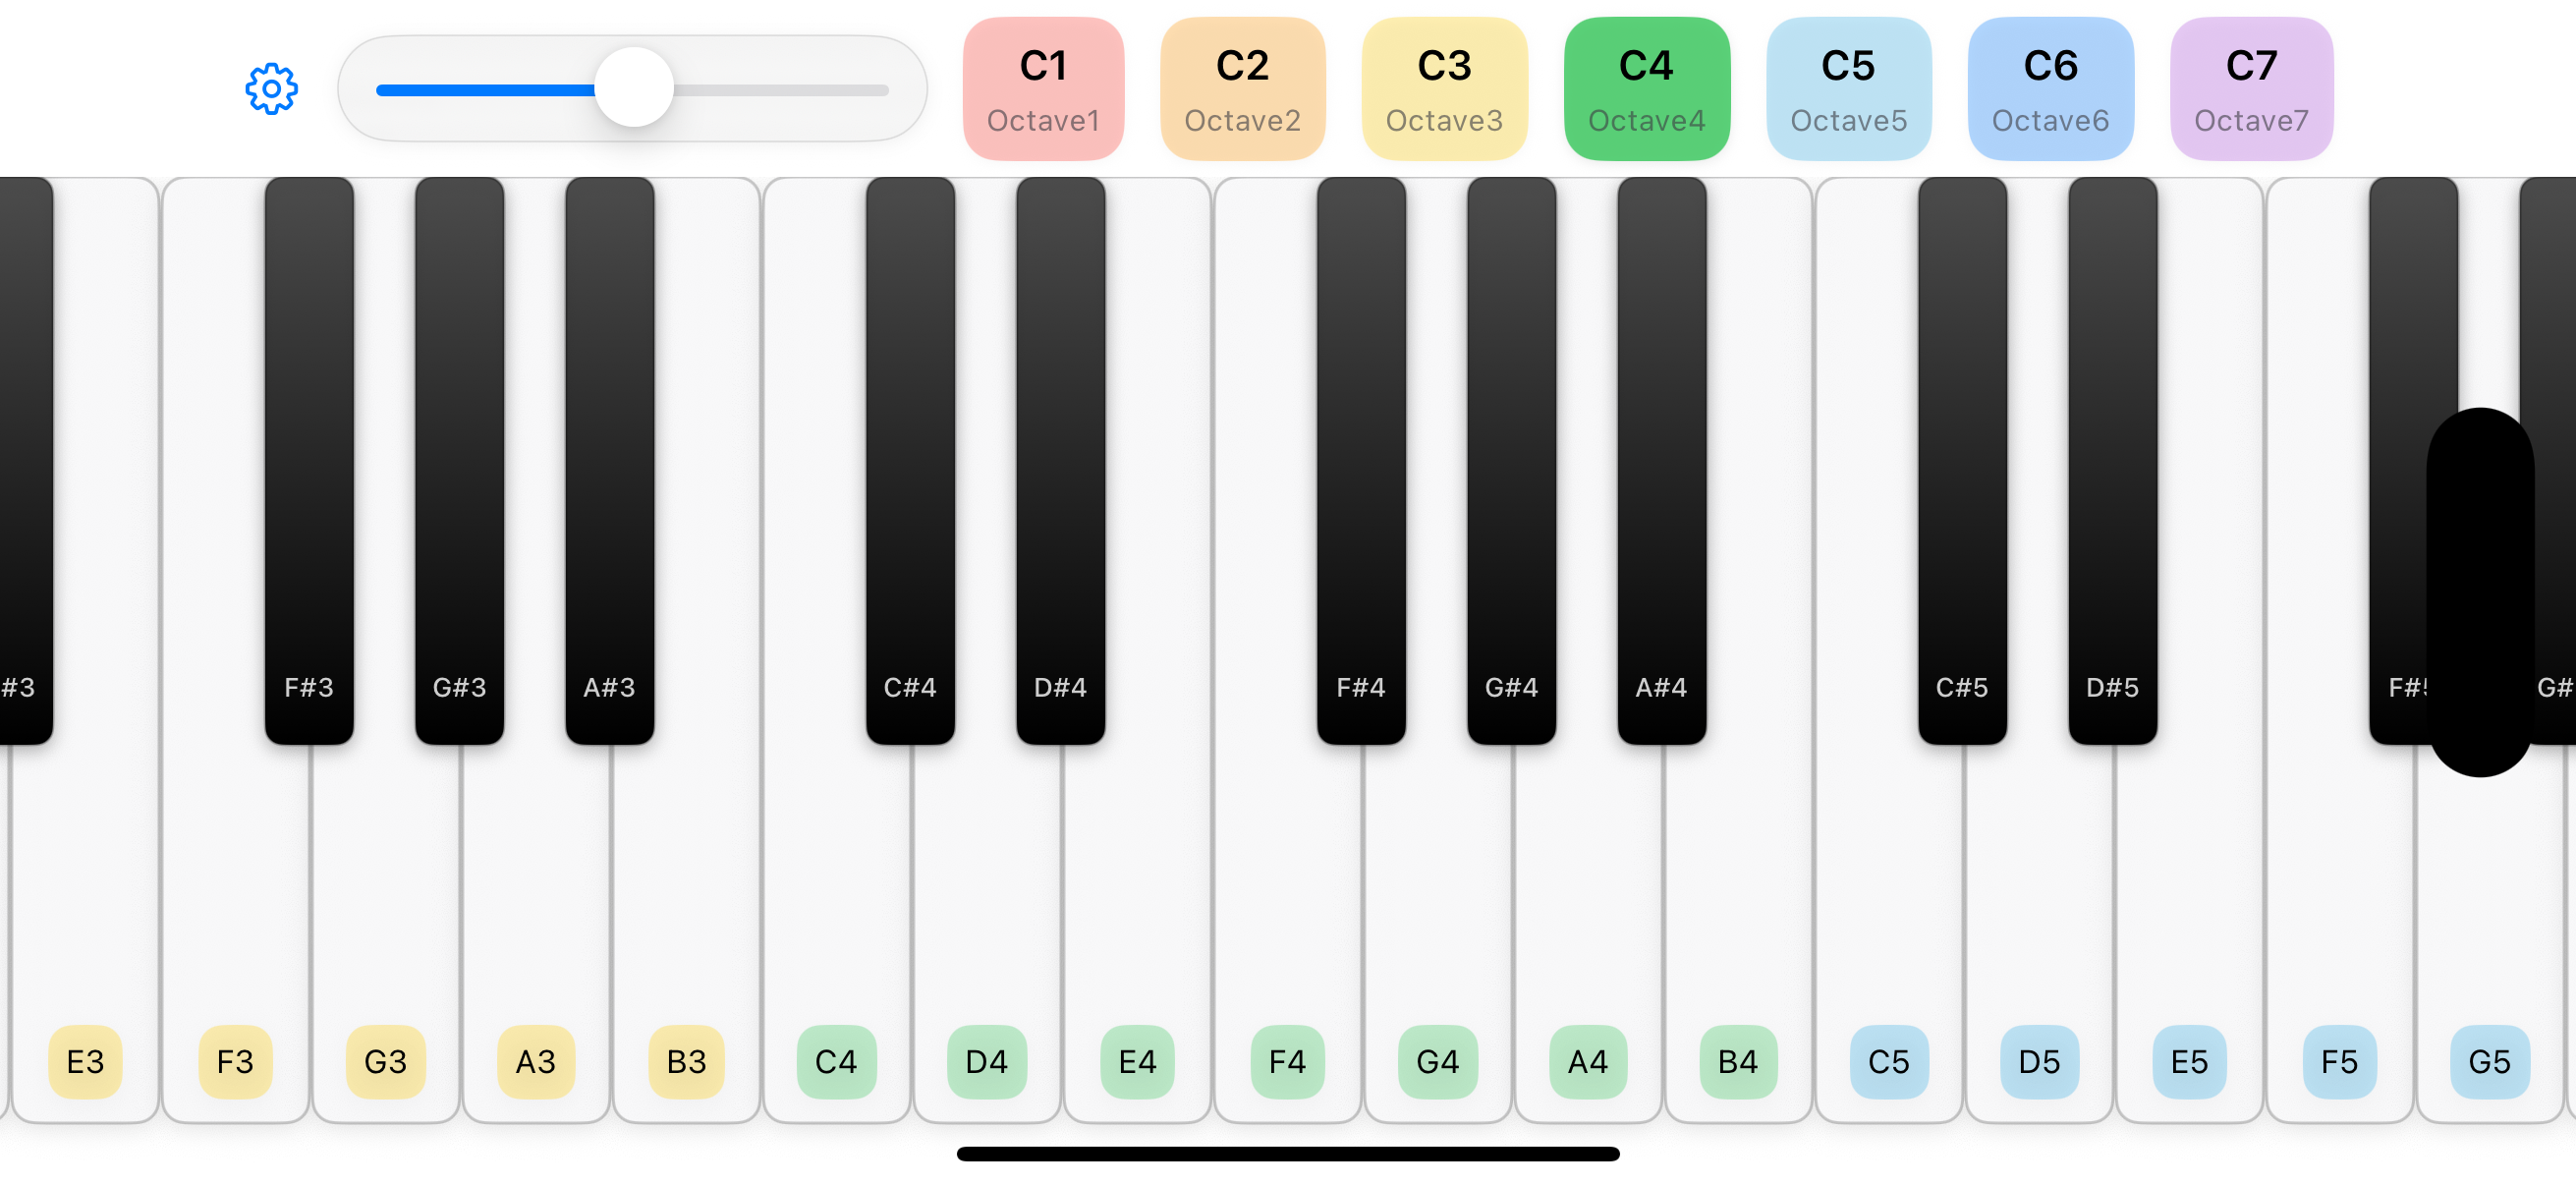 C1 C2 C3 C4 C5 C6 C7
Octave1 Octave2 Octave3 Octave4 Octave5 Octave6 Octave7
#3 F#3 G#3 A#3 C#4 D#4 F#4 G#4 A#4 C#5 D#5 F# G#
E3 F3 G3 A3 B3 C4 D4 E4 F4 G4 A4 B4 C5 D5 E5 F5 G5